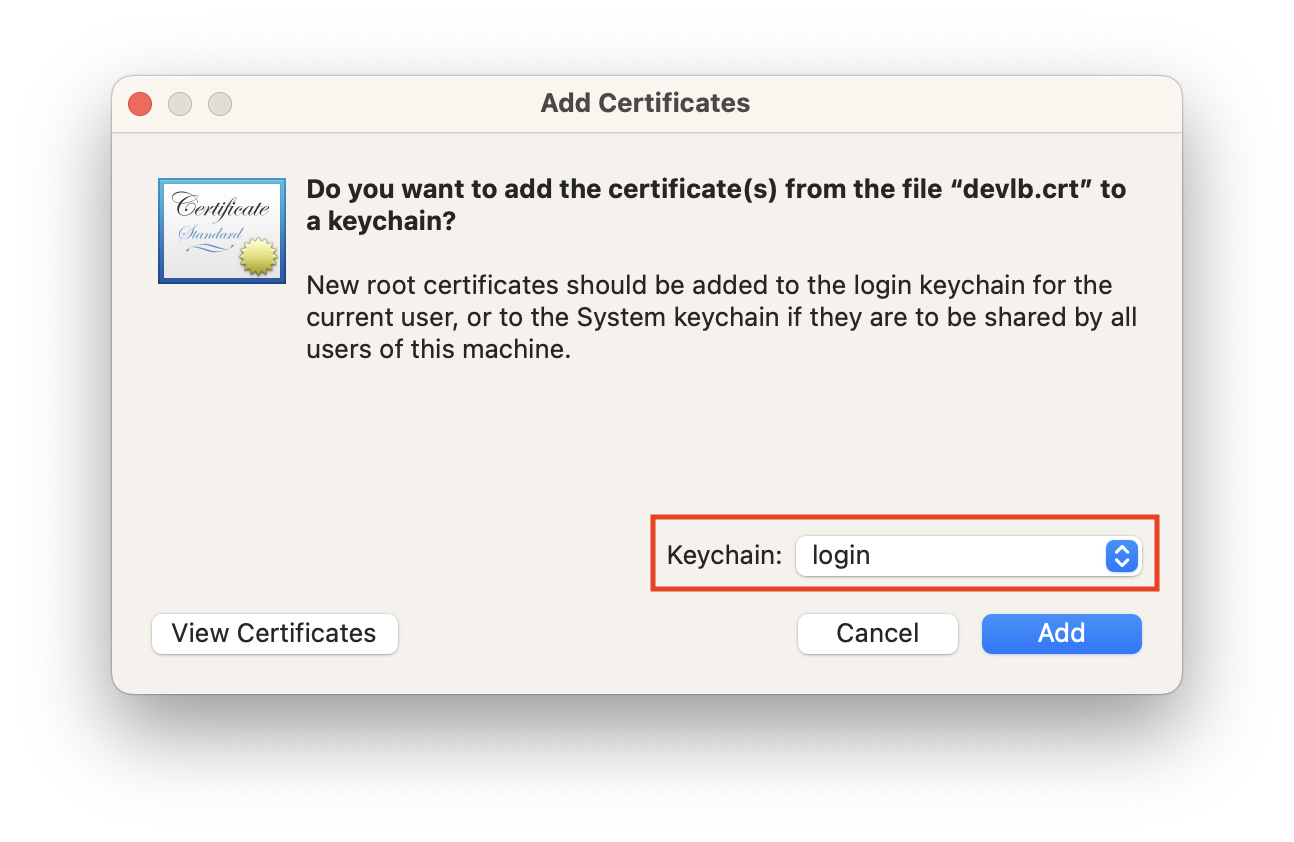 Add Certificates
Certificate
Standard
Do you want to add the certificate(s) from the file “devlb.crt” to
a keychain?
New root certificates should be added to the login keychain for the
current user, or to the System keychain if they are to be shared by all
users of this machine.
Keychain: login
View Certificates Cancel Add